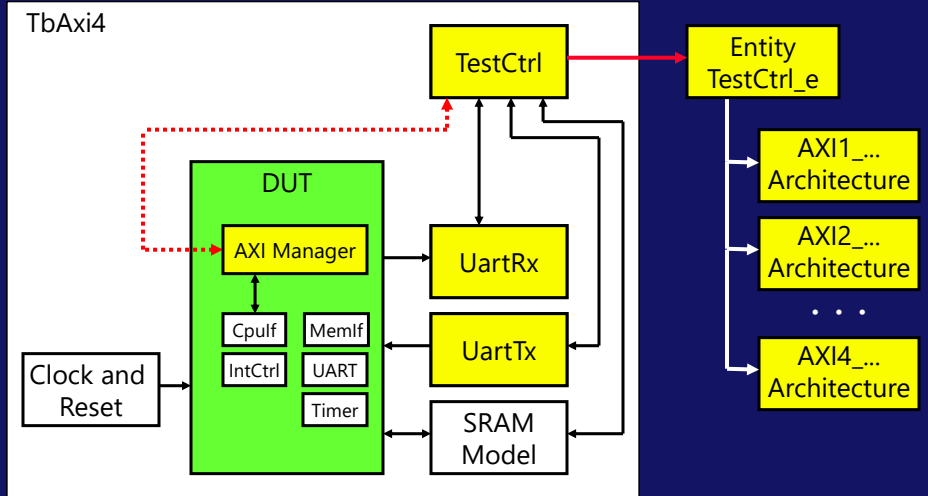 TbAxi4
TestCtrl
Entity
TestCtrl_e
AXI1_...
Architecture
DUT
AXI Manager
UartRx
AXI2_...
Architecture
. . .
CpuIf
MemIf
IntCtrl
UART
Timer
UartTx
AXI4_...
Architecture
Clock and
Reset
SRAM
Model